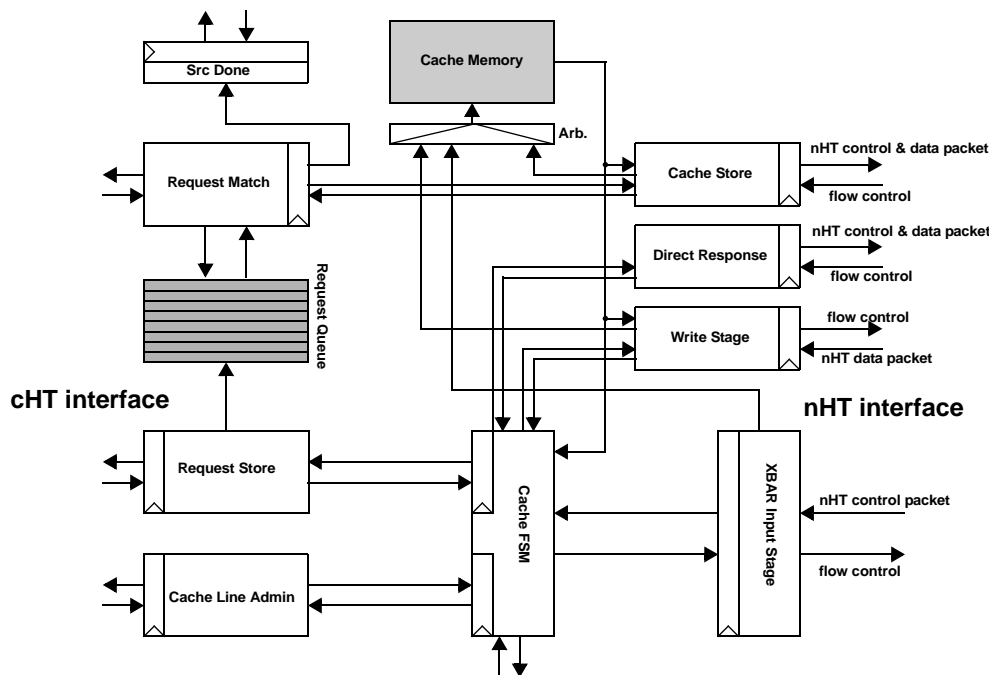 Cache Memory
Src Done
Arb.
nHT control & data packet
Request Match
Cache Store
flow control
nHT control & data packet
Direct Response
flow control
Request Queue
flow control
Write Stage
nHT data packet
cHT interface
nHT interface
Request Store
Cache FSM
XBAR Input Stage
nHT control packet
flow control
Cache Line Admin